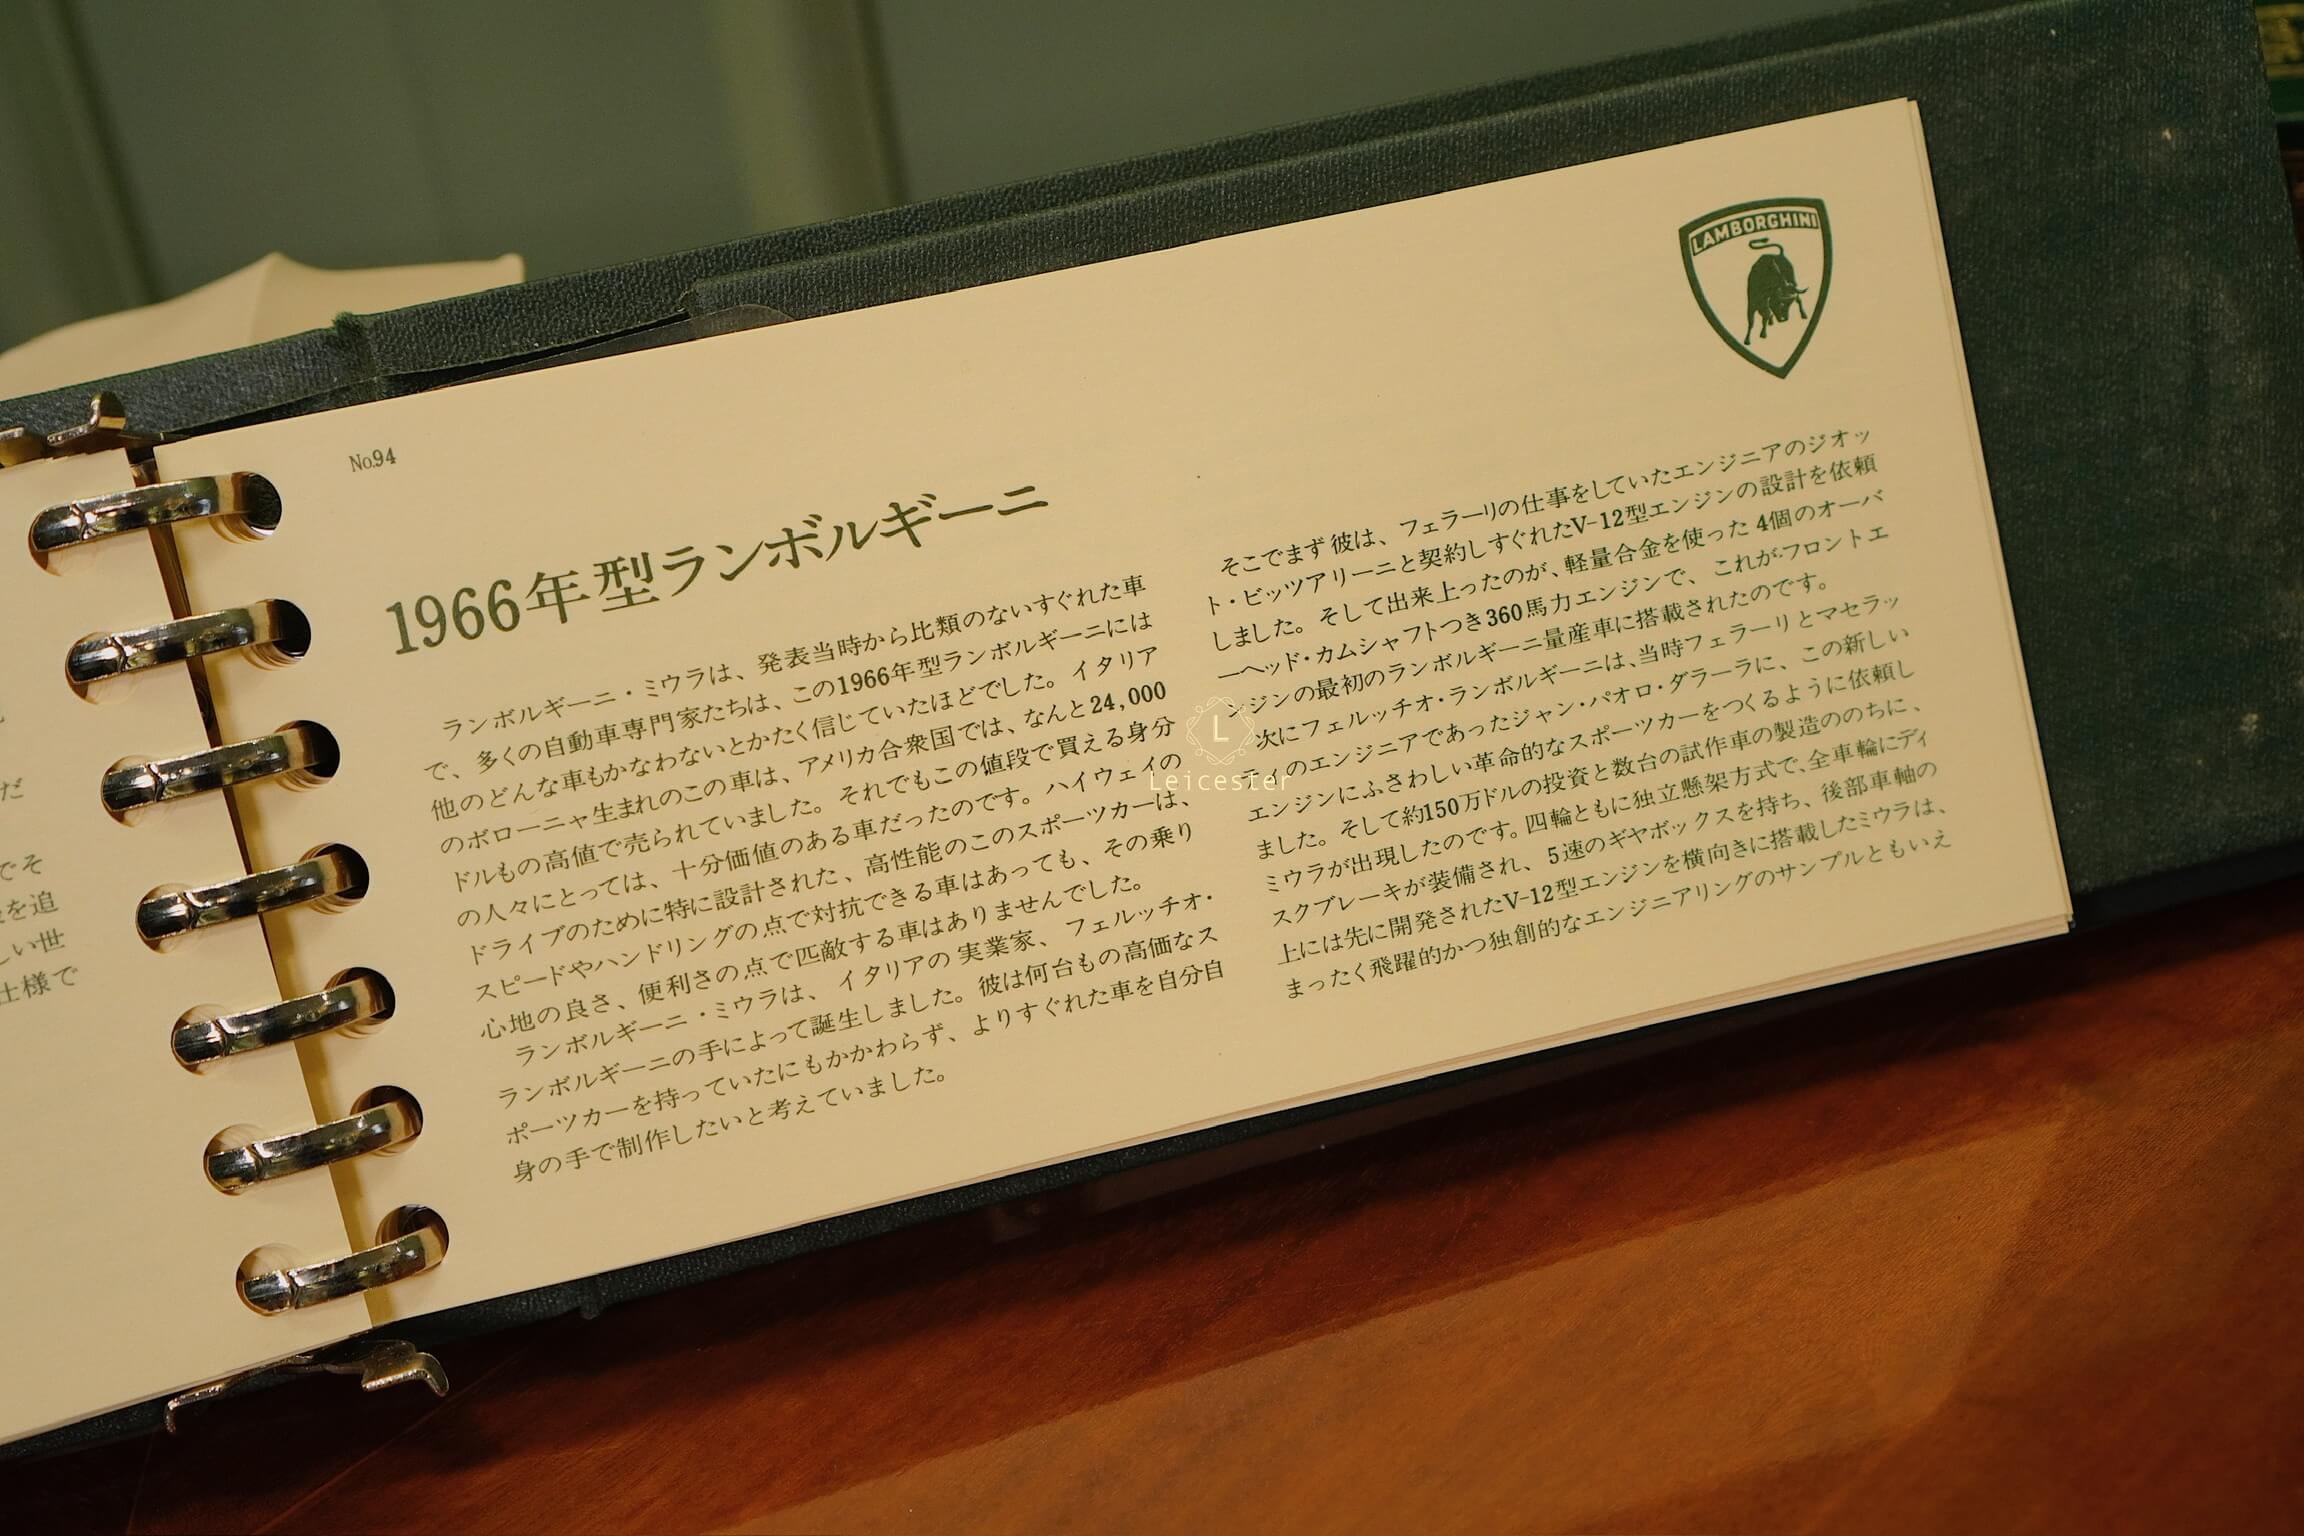 だ
でそ
を追
い世
仕様で
No.94
1966年型ランボルギーニ
ランボルギーニ・ミウラは、発表当時から比類のないすぐれた車
で、多くの自動車専門家たちは、この1966年型ランボルギーニには
他のどんな車もかなわないとかたく信じていたほどでした。イタリア
のボローニャ生まれのこの車は、アメリカ合衆国では、なんと24,000
ドルもの高値で売られていました。それでもこの値段で買える身分
の人々にとっては、十分価値のある車だったのです。ハイウェイの
ドライブのために特に設計された、高性能のこのスポーツカーは、
スピードやハンドリングの点で対抗できる車はあっても、その乗り
心地の良さ、便利さの点で匹敵する車はありませんでした。
ランボルギーニ・ミウラは、イタリアの実業家、フェルッチオ・
ランボルギーニの手によって誕生しました。彼は何台もの高価なス
ポーツカーを持っていたにもかかわらず、よりすぐれた車を自分自
身の手で制作したいと考えていました。
LAMBORGHINI
そこでまず彼は、フェラーリの仕事をしていたエンジニアのジオッ
ト・ビッツアリーニと契約しすぐれたV-12型エンジンの設計を依頼
しました。そして出来上ったのが、軽量合金を使った4個のオーバ
ーヘッド・カムシャフトつき360馬力エンジンで、これがフロントエ
ンジンの最初のランボルギーニ量産車に搭載されたのです。
次にフェルッチオ・ランボルギーニは、当時フェラーリとマセラッ
ティのエンジニアであったジャン・パオロ・ダラーラに、この新しい
エンジンにふさわしい革命的なスポーツカーをつくるように依頼し
ました。そして約150万ドルの投資と数台の試作車の製造ののちに、
ミウラが出現したのです。四輪ともに独立懸架方式で、全車輪にディ
スクブレーキが装備され、5速のギヤボックスを持ち、後部車軸の
上には先に開発されたV-12型エンジンを横向きに搭載したミウラは、
まったく飛躍的かつ独創的なエンジニアリングのサンプルともいえ
L
Leicester